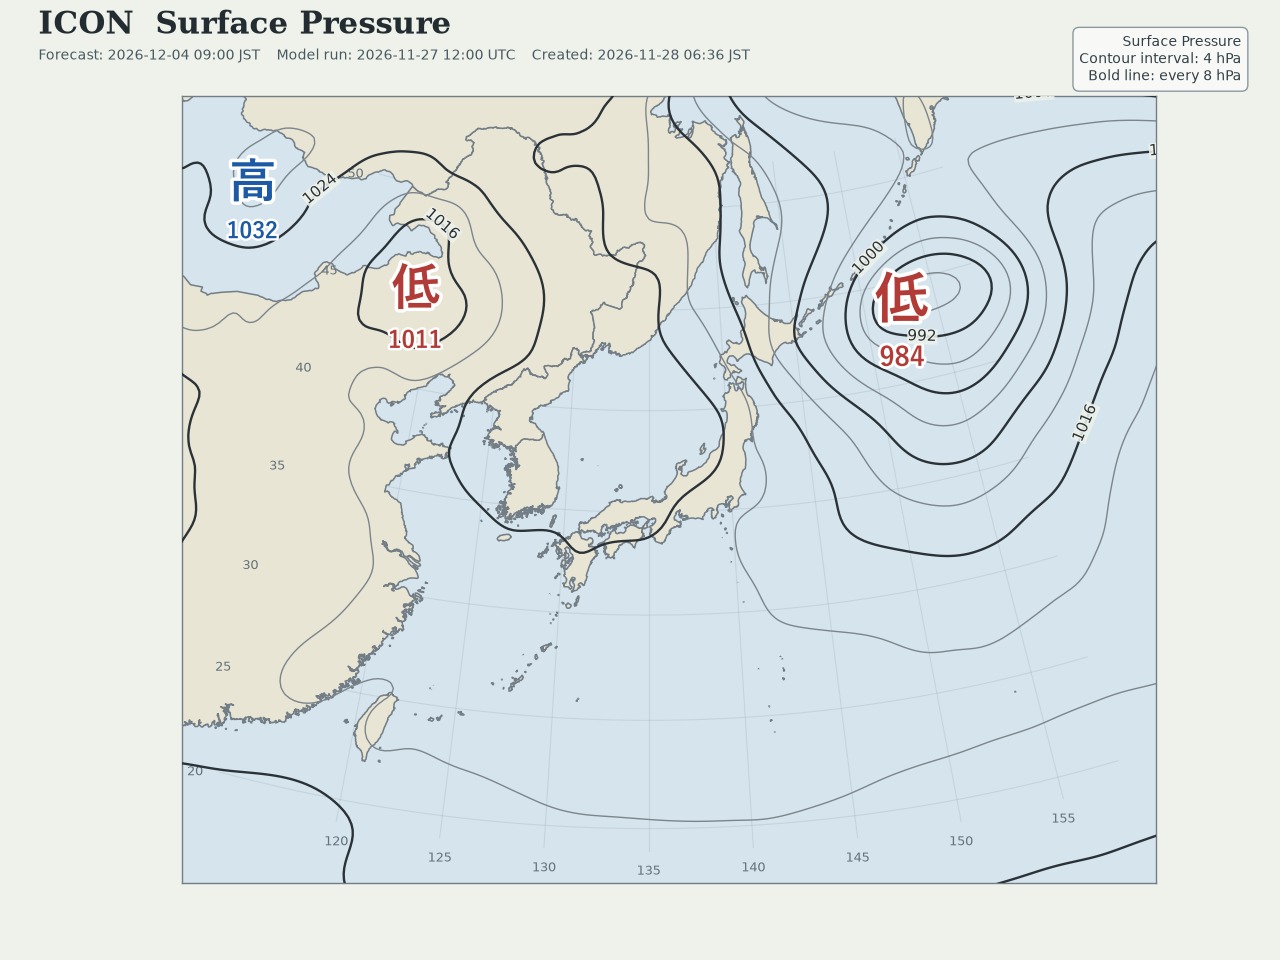 ICON  Surface Pressure
Forecast: 2026-12-04 09:00 JST    Model run: 2026-11-27 12:00 UTC    Created: 2026-11-28 06:36 JST
Surface Pressure
Contour interval: 4 hPa
Bold line: every 8 hPa
高
1032
1024
50
1016
45
低
1011
1000
低
992
984
40
1016
35
30
25
20
120
125
130
135
140
145
150
155